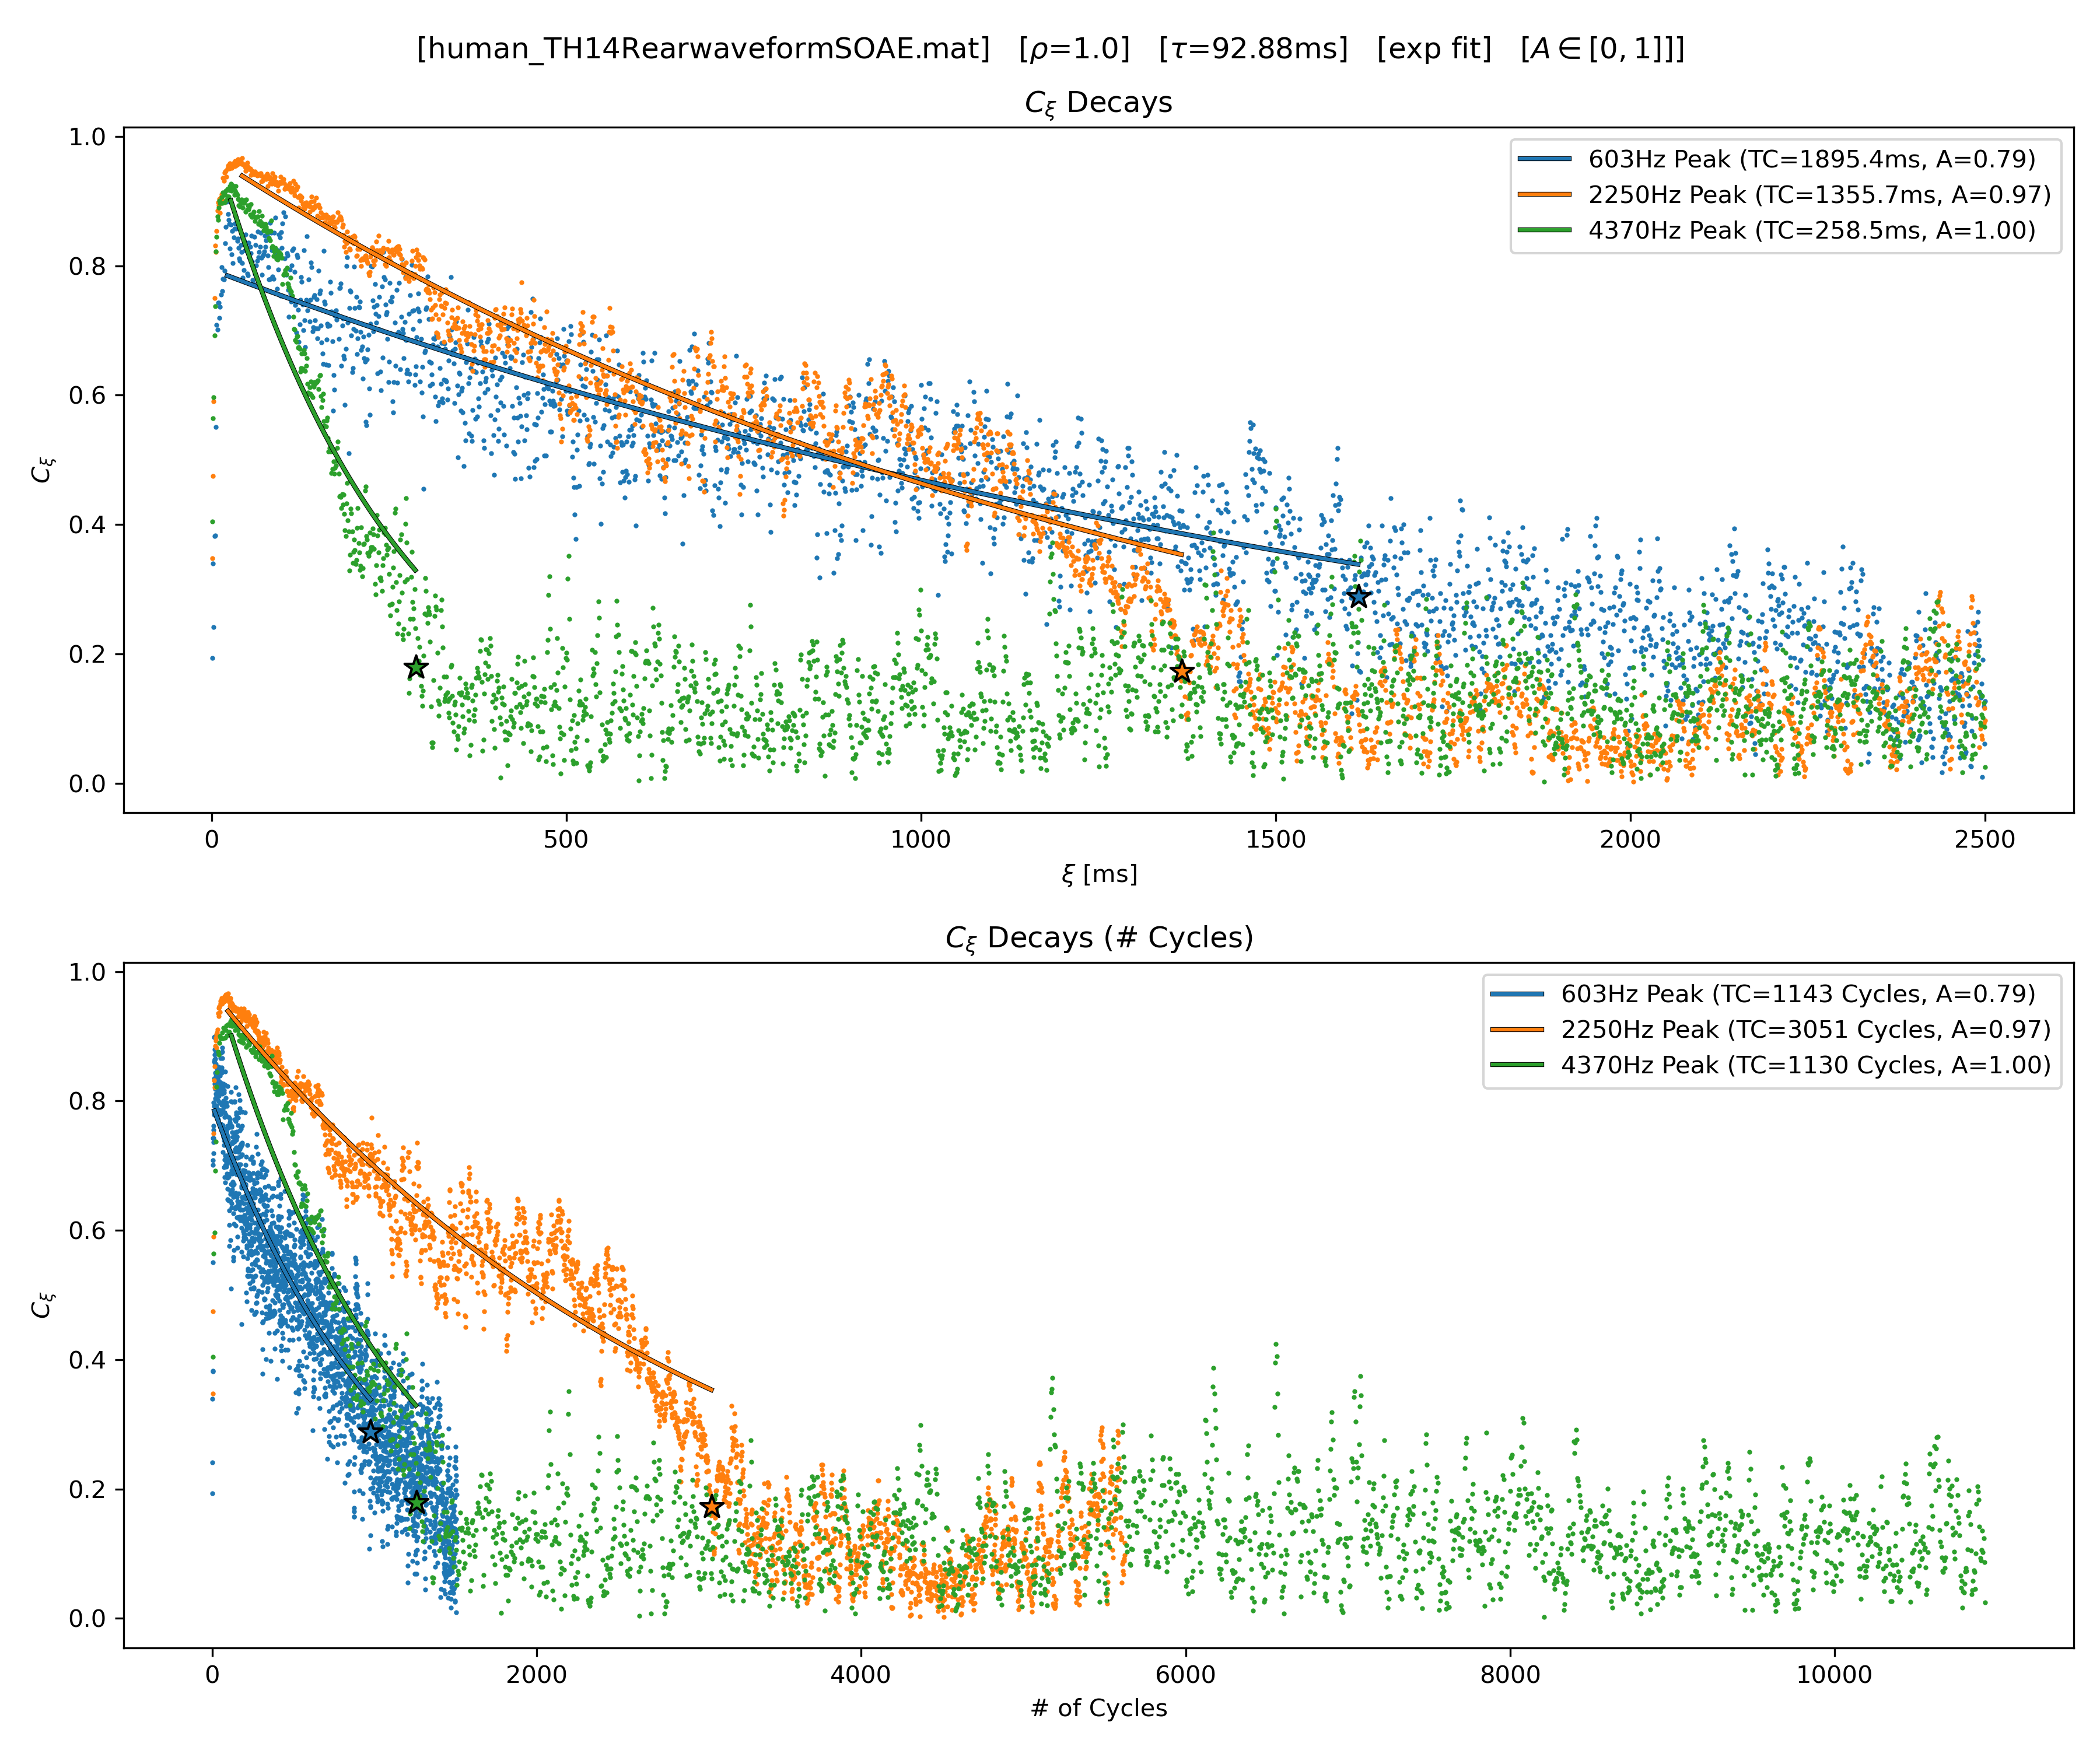 [human_TH14RearwaveformSOAE.mat] [ρ=1.0] [τ=92.88ms] [exp fit] [A ∈ [0, 1]]]
C_ξ Decays
1.0
0.8
0.6
0.4
0.2
0.0
C_ξ
603Hz Peak (TC=1895.4ms, A=0.79)
2250Hz Peak (TC=1355.7ms, A=0.97)
4370Hz Peak (TC=258.5ms, A=1.00)
0 500 1000 1500 2000 2500
ξ [ms]
C_ξ Decays (# Cycles)
1.0
0.8
0.6
0.4
0.2
0.0
C_ξ
603Hz Peak (TC=1143 Cycles, A=0.79)
2250Hz Peak (TC=3051 Cycles, A=0.97)
4370Hz Peak (TC=1130 Cycles, A=1.00)
0 2000 4000 6000 8000 10000
# of Cycles